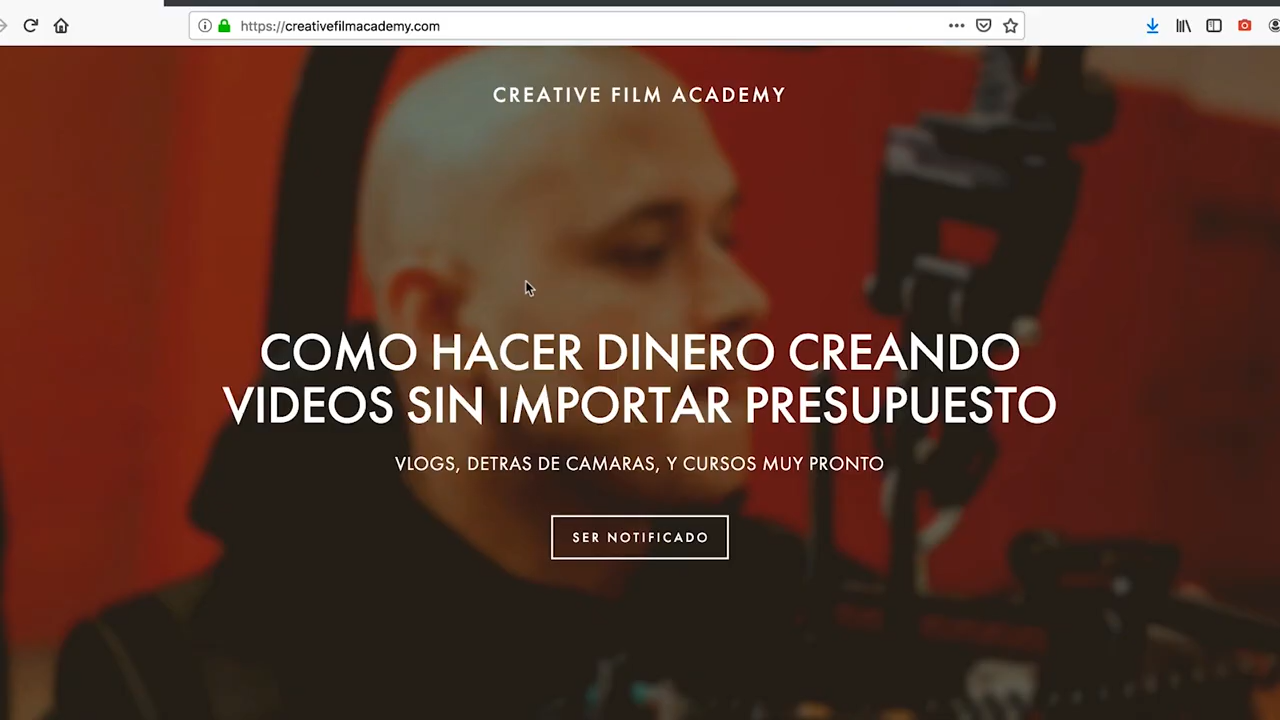 https://creativefilmacademy.com
CREATIVE FILM ACADEMY
COMO HACER DINERO CREANDO
VIDEOS SIN IMPORTAR PRESUPUESTO
VLOGS, DETRAS DE CAMARAS, Y CURSOS MUY PRONTO
SER NOTIFICADO